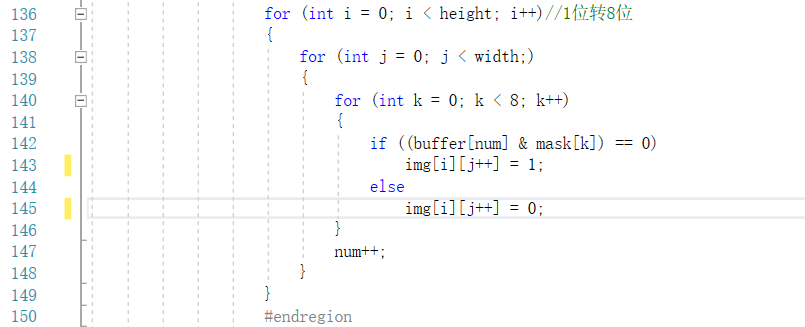 136 for (int i = 0; i < height; i++)//1位转8位
137 {
138 for (int j = 0; j < width;)
139 {
140 for (int k = 0; k < 8; k++)
141 {
142 if ((buffer[num] & mask[k]) == 0)
143 img[i][j++] = 1;
144 else
145 img[i][j++] = 0;
146 }
147 num++;
148 }
149 }
150 #endregion